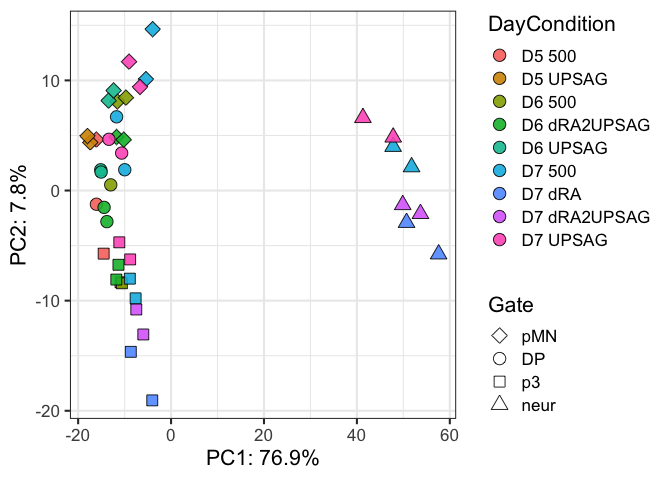 10
0
-10
-20
-20
0
20
40
60
PC1: 76.9%
PC2: 7.8%
DayCondition
D5 500
D5 UPSAG
D6 500
D6 dRA2UPSAG
D6 UPSAG
D7 500
D7 dRA
D7 dRA2UPSAG
D7 UPSAG
Gate
pMN
DP
p3
neur